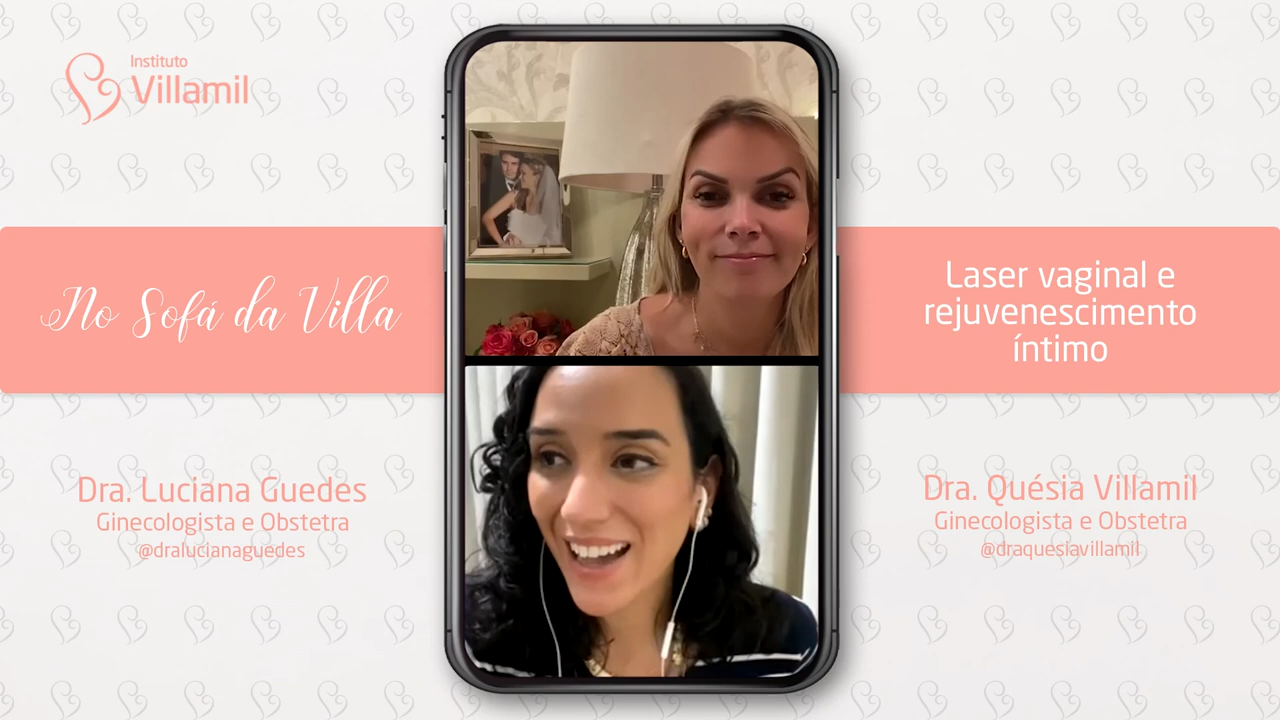 Instituto
Villamil
No Sofá da Villa
Laser vaginal e
rejuvenescimento
íntimo
Dra. Luciana Guedes
Ginecologista e Obstetra
@dralucianaguedes
Dra. Quésia Villamil
Ginecologista e Obstetra
@draquesiavillamil